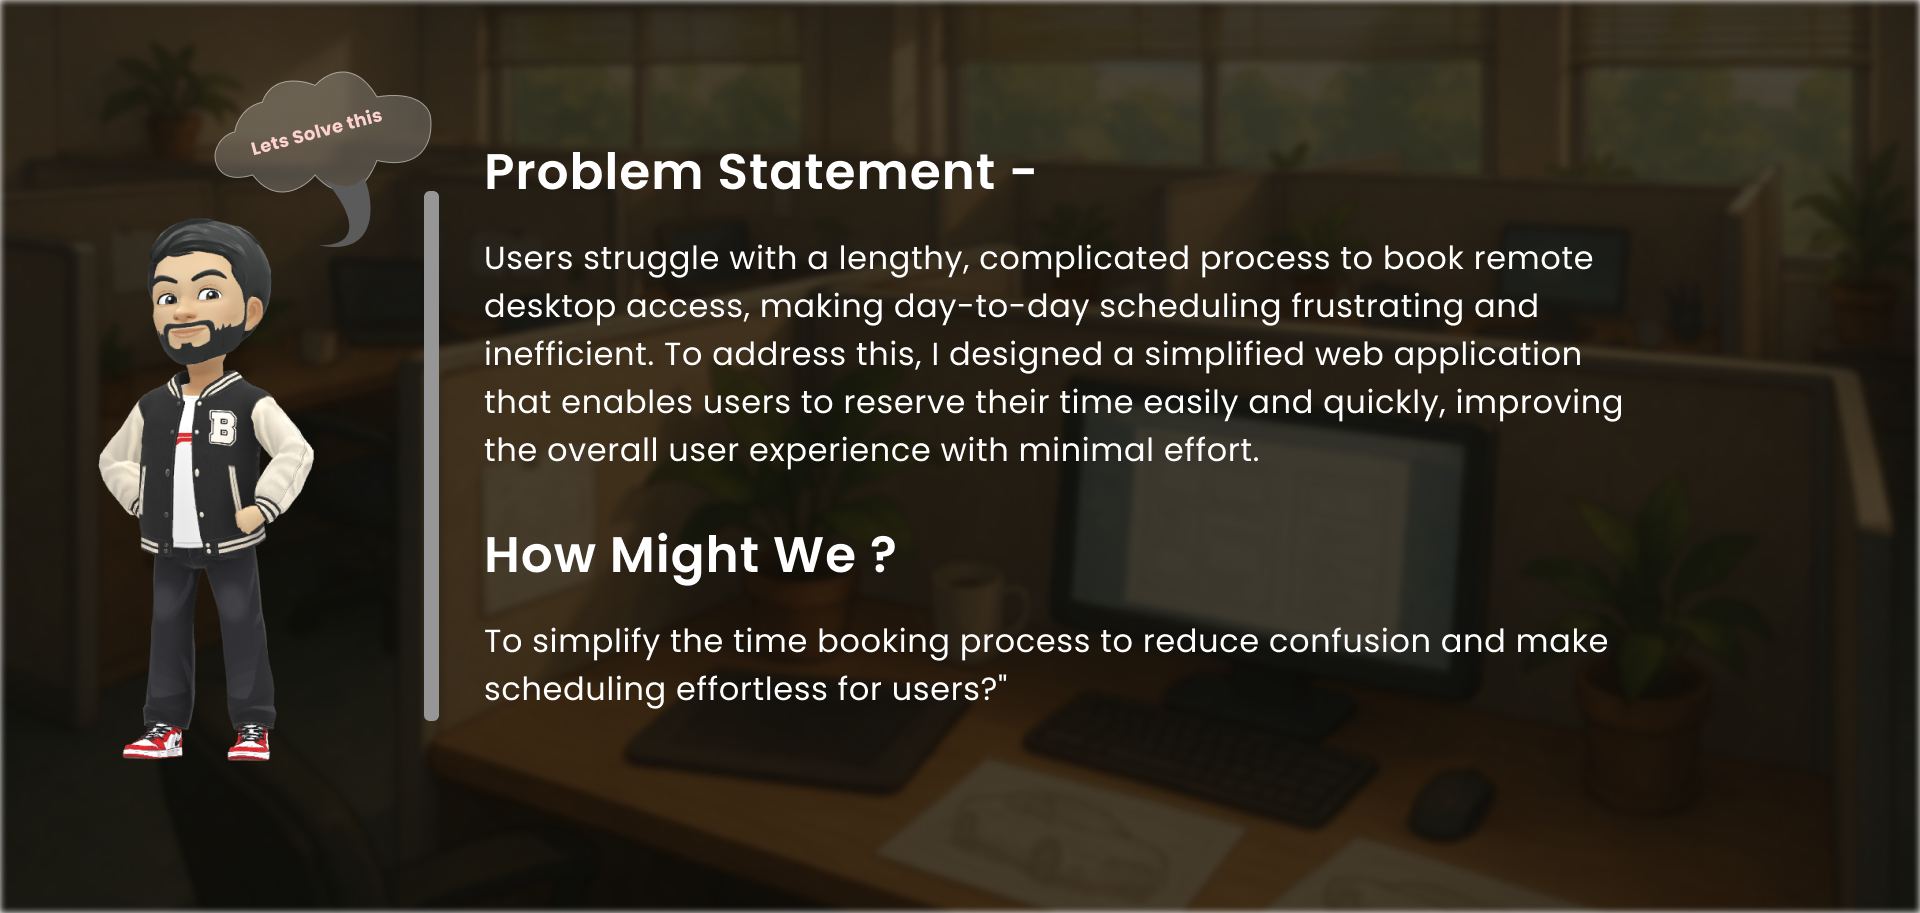 Lets Solve this
Problem Statement -
Users struggle with a lengthy, complicated process to book remote
desktop access, making day-to-day scheduling frustrating and
inefficient. To address this, I designed a simplified web application
that enables users to reserve their time easily and quickly, improving
the overall user experience with minimal effort.
B
How Might We ?
To simplify the time booking process to reduce confusion and make
scheduling effortless for users?"